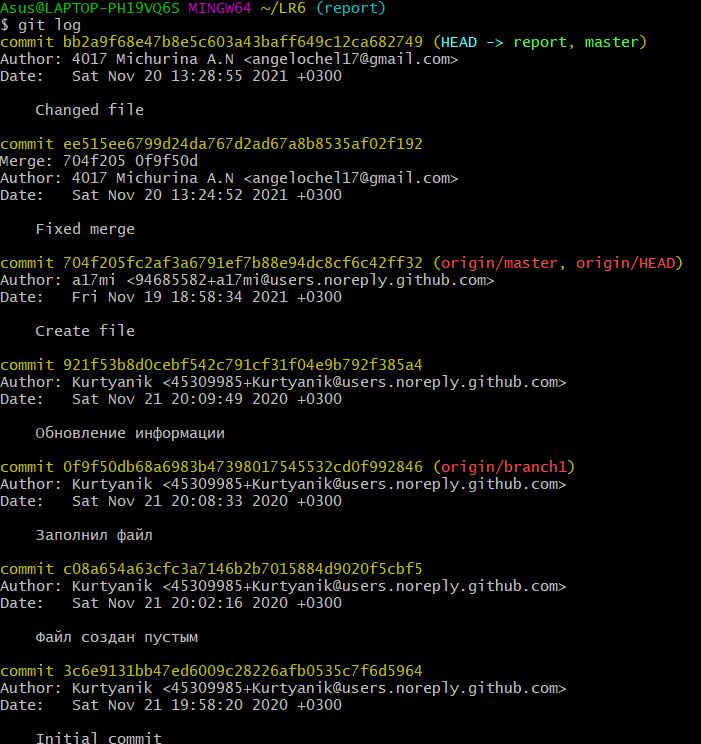 Asus@LAPTOP-PH19VQ6S MINGW64 ~/LR6 (report)
$ git log
commit bb2a9f68e47b8e5c603a43baff649c12ca682749 (HEAD -> report, master)
Author: 4017 Michurina A.N <angelochel17@gmail.com>
Date:   Sat Nov 20 13:28:55 2021 +0300

    Changed file

commit ee515ee6799d24da767d2ad67a8b8535af02f192
Merge: 704f205 0f9f50d
Author: 4017 Michurina A.N <angelochel17@gmail.com>
Date:   Sat Nov 20 13:24:52 2021 +0300

    Fixed merge

commit 704f205fc2af3a6791ef7b88e94dc8cf6c42ff32 (origin/master, origin/HEAD)
Author: a17mi <94685582+a17mi@users.noreply.github.com>
Date:   Fri Nov 19 18:58:34 2021 +0300

    Create file

commit 921f53b8d0cebf542c791cf31f04e9b792f385a4
Author: Kurtyanik <45309985+Kurtyanik@users.noreply.github.com>
Date:   Sat Nov 21 20:09:49 2020 +0300

    Обновление информации

commit 0f9f50db68a6983b47398017545532cd0f992846 (origin/branch1)
Author: Kurtyanik <45309985+Kurtyanik@users.noreply.github.com>
Date:   Sat Nov 21 20:08:33 2020 +0300

    Заполнил файл

commit c08a654a63cfc3a7146b2b7015884d9020f5cbf5
Author: Kurtyanik <45309985+Kurtyanik@users.noreply.github.com>
Date:   Sat Nov 21 20:02:16 2020 +0300

    Файл создан пустым

commit 3c6e9131bb47ed6009c28226afb0535c7f6d5964
Author: Kurtyanik <45309985+Kurtyanik@users.noreply.github.com>
Date:   Sat Nov 21 19:58:20 2020 +0300

    Initial commit